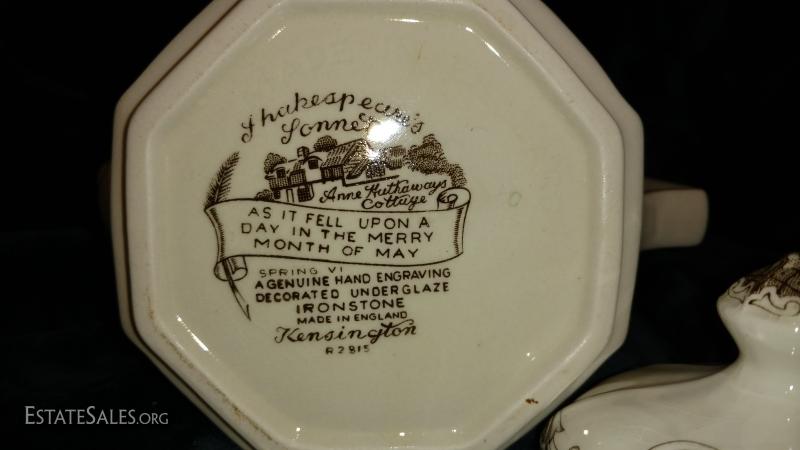 Shakespeare's
Sonnets
Anne Hathaways
Cottage
AS IT FELL UPON A
DAY IN THE MERRY
MONTH OF MAY
SPRING VI
A GENUINE HAND ENGRAVING
DECORATED UNDERGLAZE
IRONSTONE
MADE IN ENGLAND
Kensington
R2815
ESTATESALES.ORG